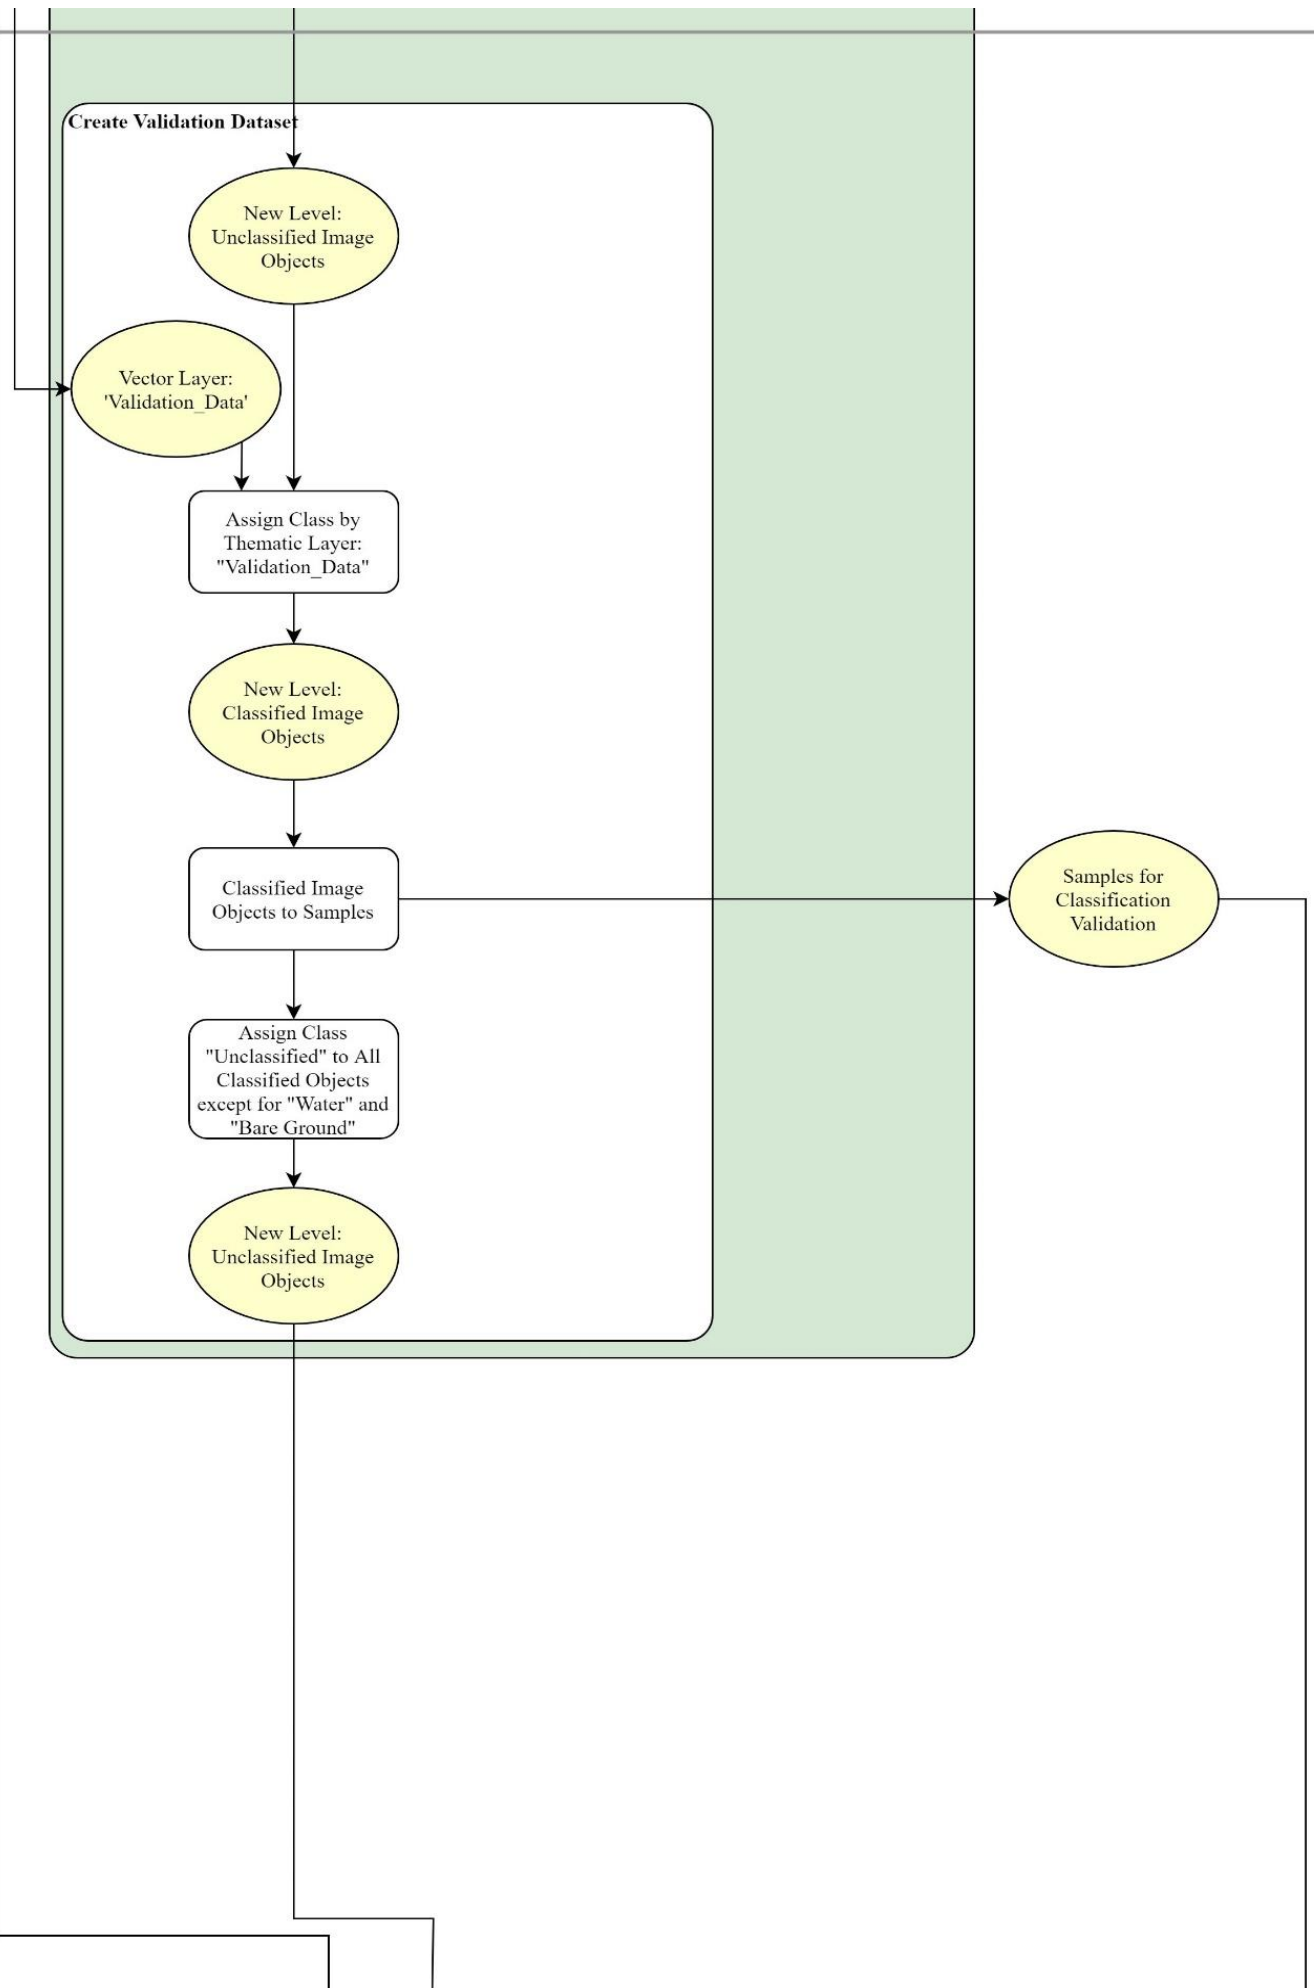 Create Validation Dataset
New Level:
Unclassified Image
Objects
Vector Layer:
'Validation_Data'
Assign Class by
Thematic Layer:
"Validation_Data"
New Level:
Classified Image
Objects
Classified Image
Objects to Samples
Samples for
Classification
Validation
Assign Class
"Unclassified" to All
Classified Objects
except for "Water" and
"Bare Ground"
New Level:
Unclassified Image
Objects